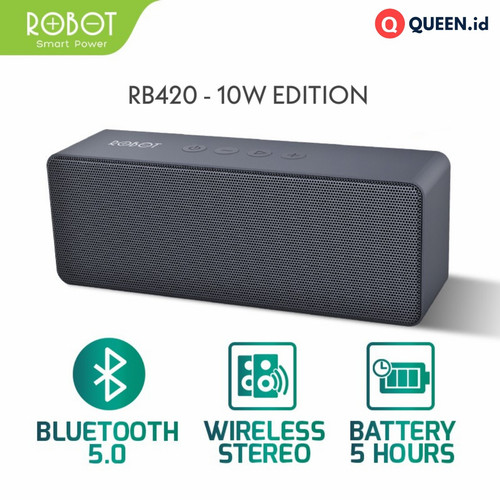 ROBOT
Smart Power
Q QUEEN.id
RB420 - 10W EDITION
ROBOT
BLUETOOTH
5.0
WIRELESS
STEREO
BATTERY
5 HOURS